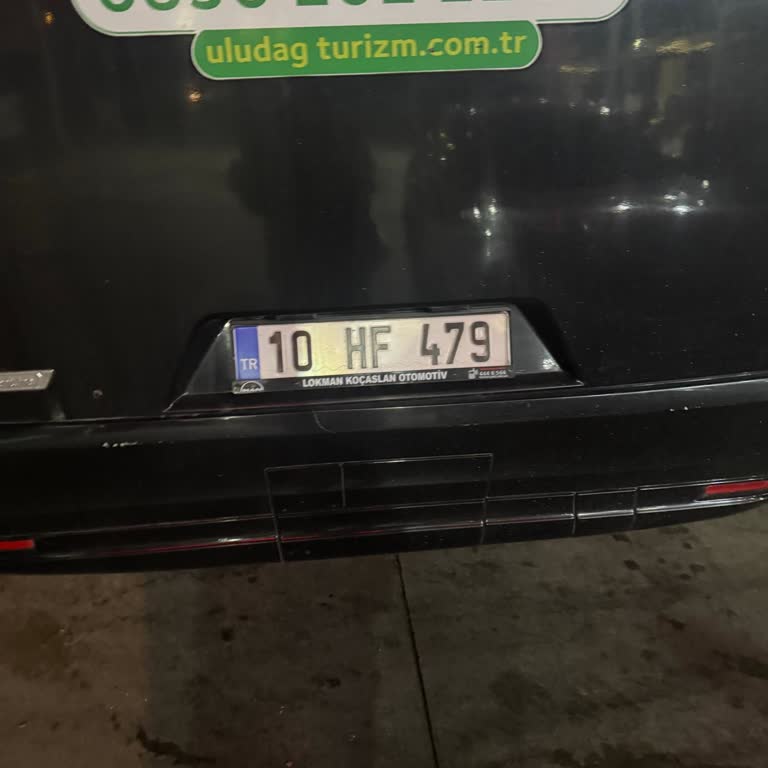 uludag turizm.com.tr
TR 10 HF 479
LOKMAN KOÇASLAN OTOMOTİV